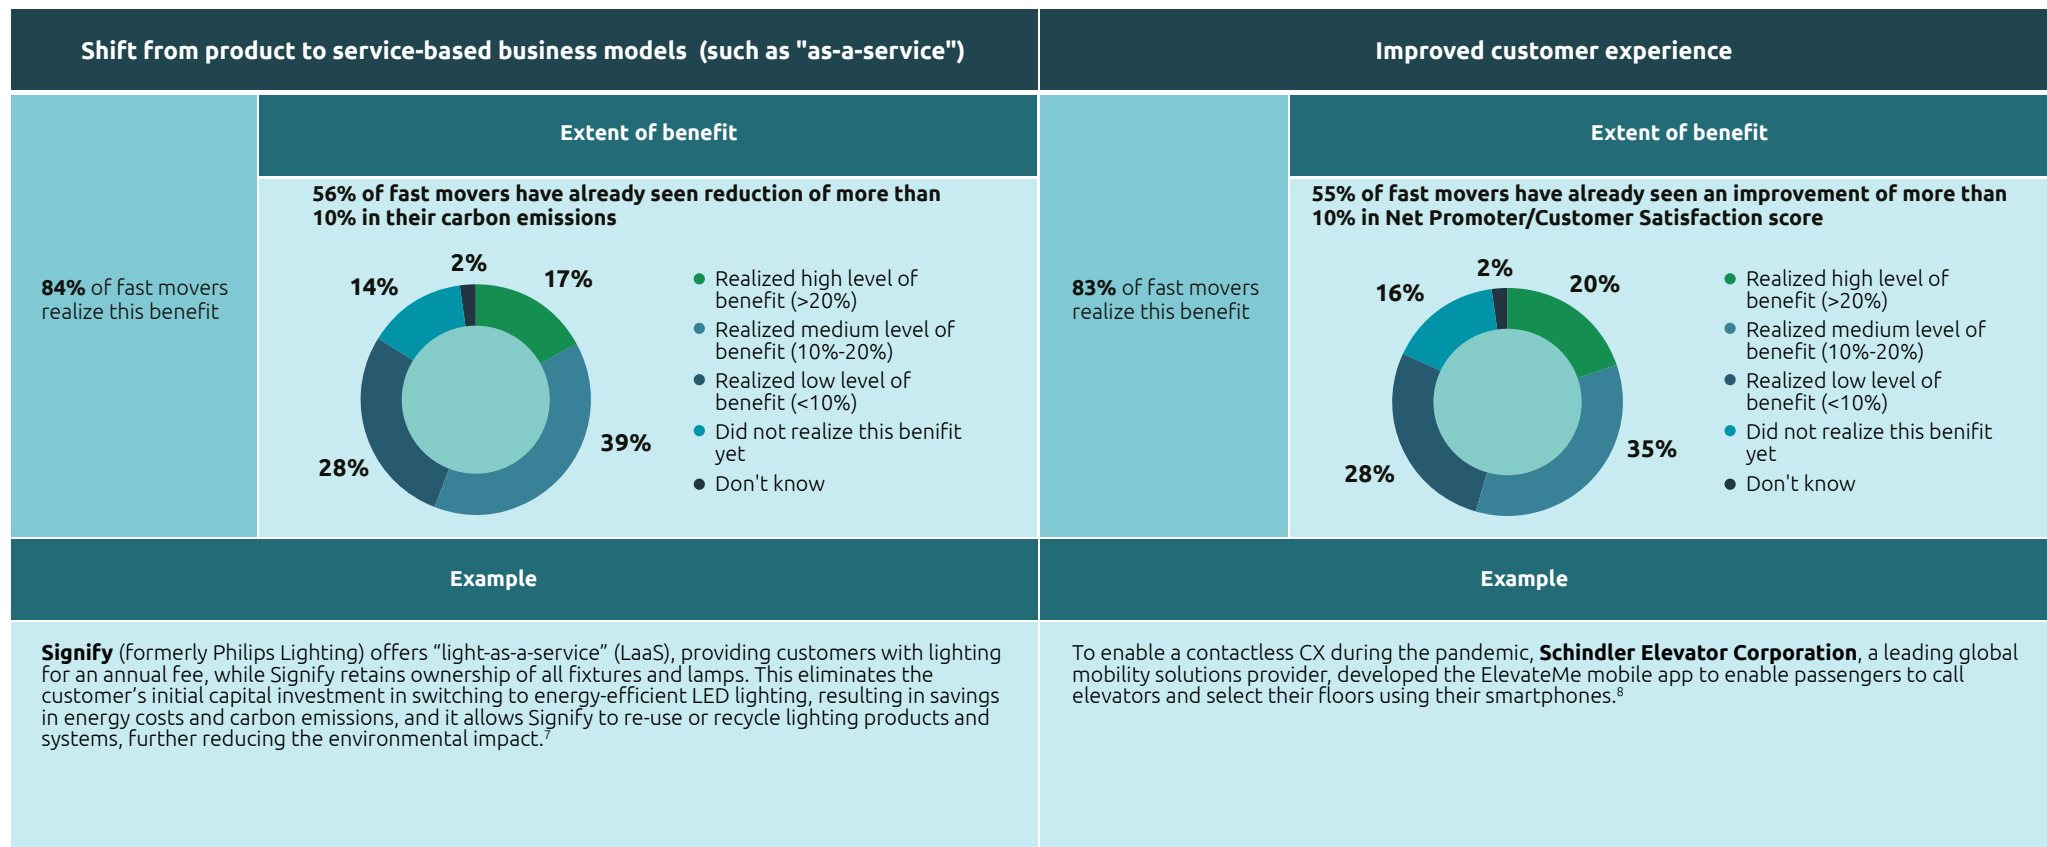 Shift from product to service-based business models  (such as "as-a-service")
84% of fast movers
realize this benefit
Extent of benefit
56% of fast movers have already seen reduction of more than
10% in their carbon emissions
2%
17%
14%
39%
28%
Realized high level of
benefit (>20%)
Realized medium level of
benefit (10%-20%)
Realized low level of
benefit (<10%)
Did not realize this benifit
yet
Don't know
Example
Signify (formerly Philips Lighting) offers “light-as-a-service” (LaaS), providing customers with lighting
for an annual fee, while Signify retains ownership of all fixtures and lamps. This eliminates the
customer’s initial capital investment in switching to energy-efficient LED lighting, resulting in savings
in energy costs and carbon emissions, and it allows Signify to re-use or recycle lighting products and
systems, further reducing the environmental impact.7
Improved customer experience
83% of fast movers
realize this benefit
Extent of benefit
55% of fast movers have already seen an improvement of more than
10% in Net Promoter/Customer Satisfaction score
2%
20%
16%
35%
28%
Realized high level of
benefit (>20%)
Realized medium level of
benefit (10%-20%)
Realized low level of
benefit (<10%)
Did not realize this benifit
yet
Don't know
Example
To enable a contactless CX during the pandemic, Schindler Elevator Corporation, a leading global
mobility solutions provider, developed the ElevateMe mobile app to enable passengers to call
elevators and select their floors using their smartphones.8